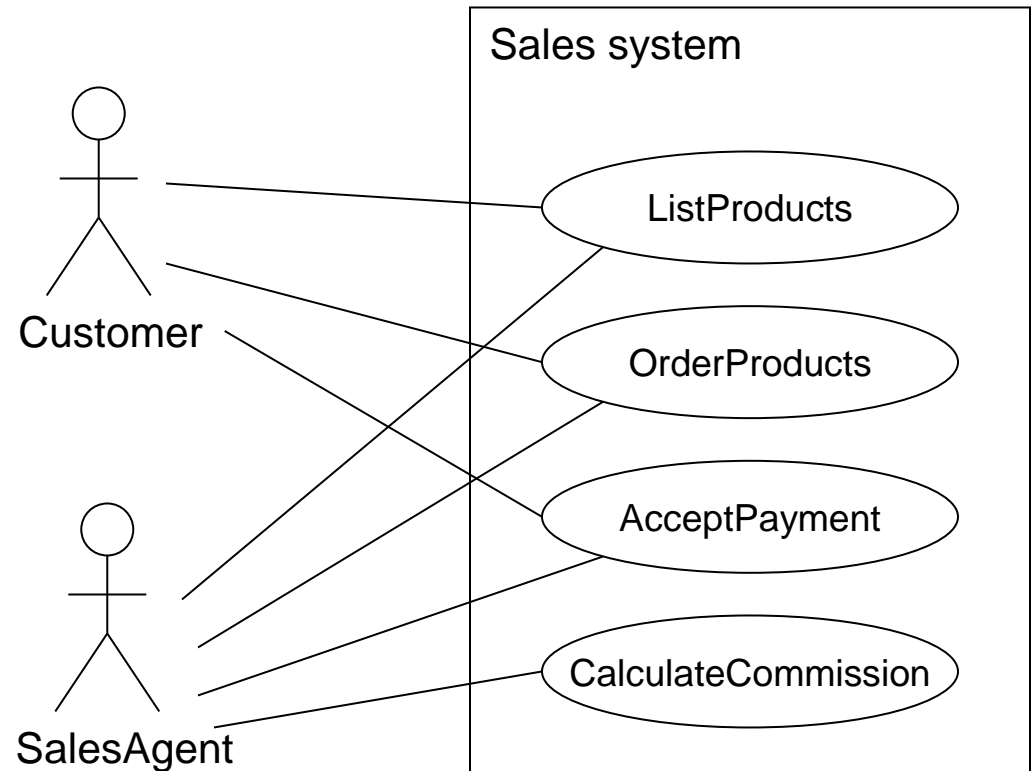 Sales system
ListProducts
Customer
OrderProducts
AcceptPayment
CalculateCommission
SalesAgent